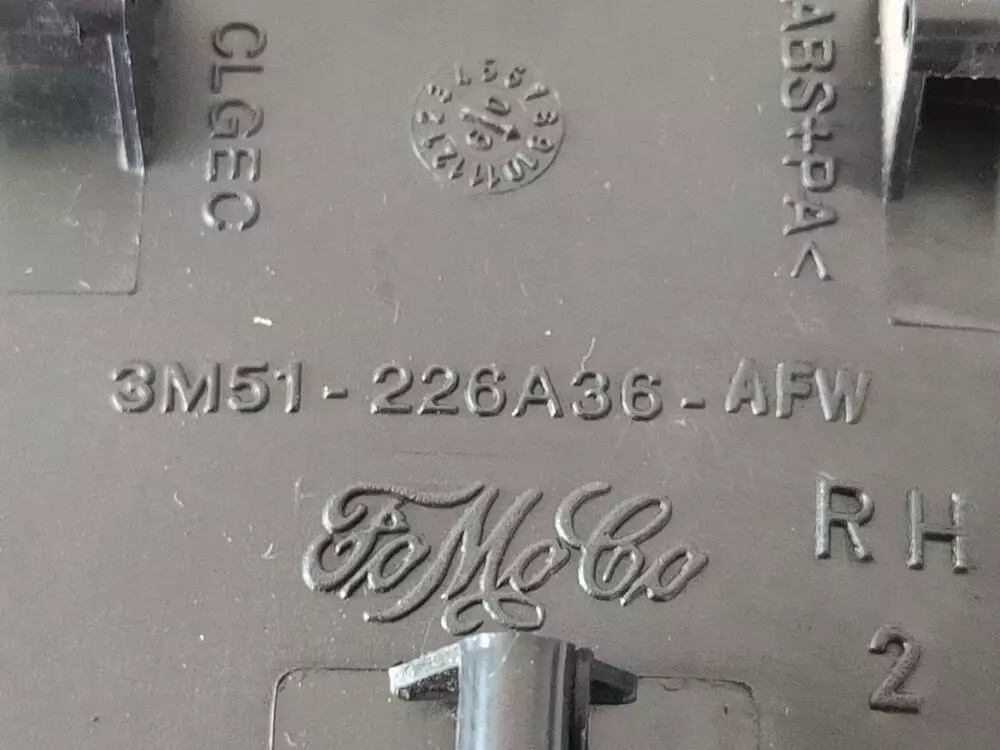 CLGEC
ABS+PA<
3M51-226A36-AFW
FoMoCo
RH
2